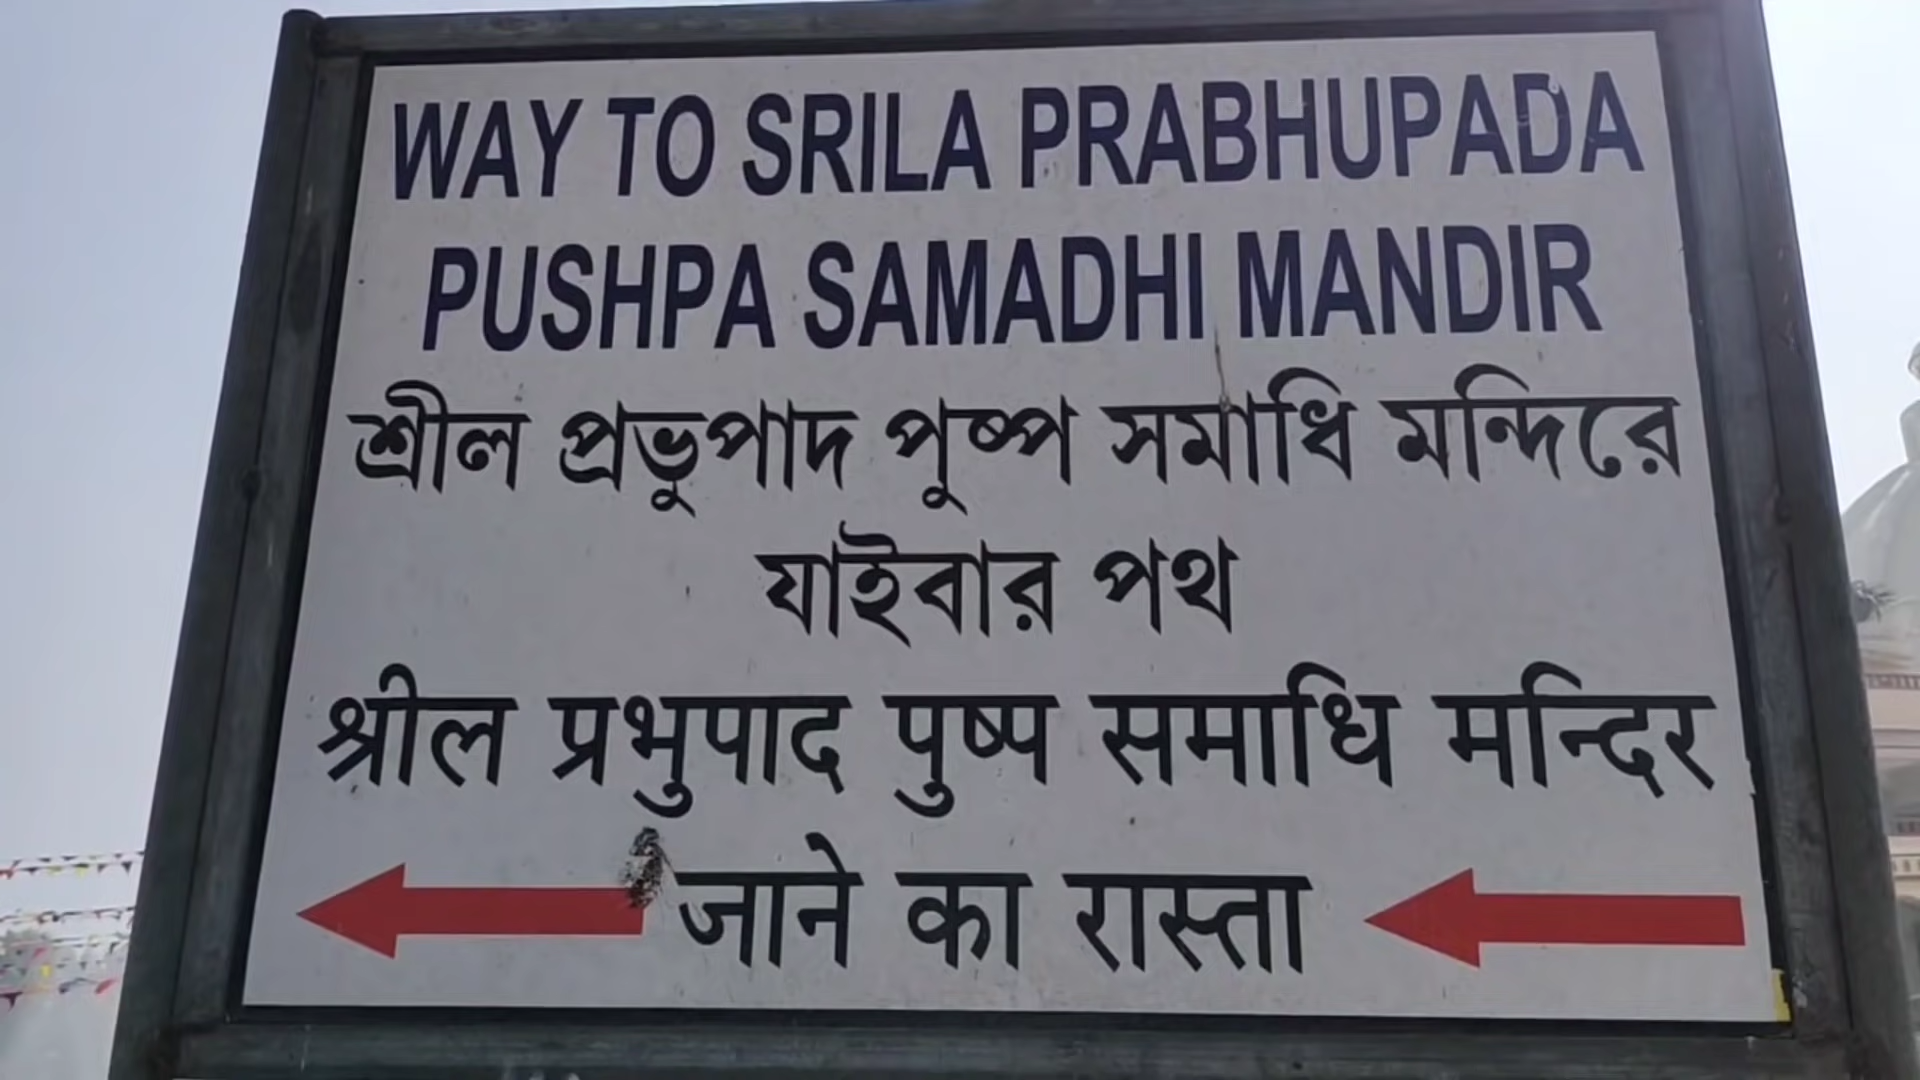 WAY TO SRILA PRABHUPADA
PUSHPA SAMADHI MANDIR
শ্রীল প্রভুপাদ পুষ্প সমাধি মন্দিরে
যাইবার পথ
श्रील प्रभुपाद पुष्प समाधि मन्दिर
जाने का रास्ता